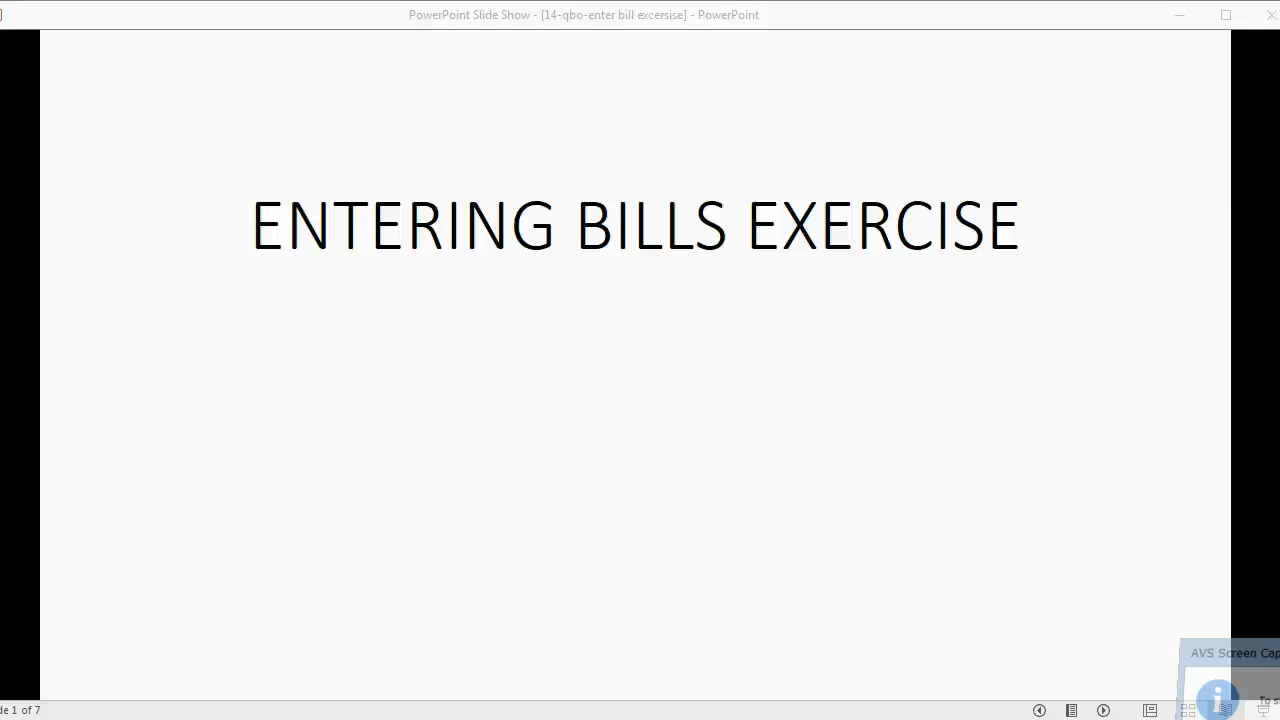 PowerPoint Slide Show - [14-qbo-enter bill excersise] - PowerPoint
ENTERING BILLS EXERCISE
AVS Screen Cap
To s
de 1 of 7